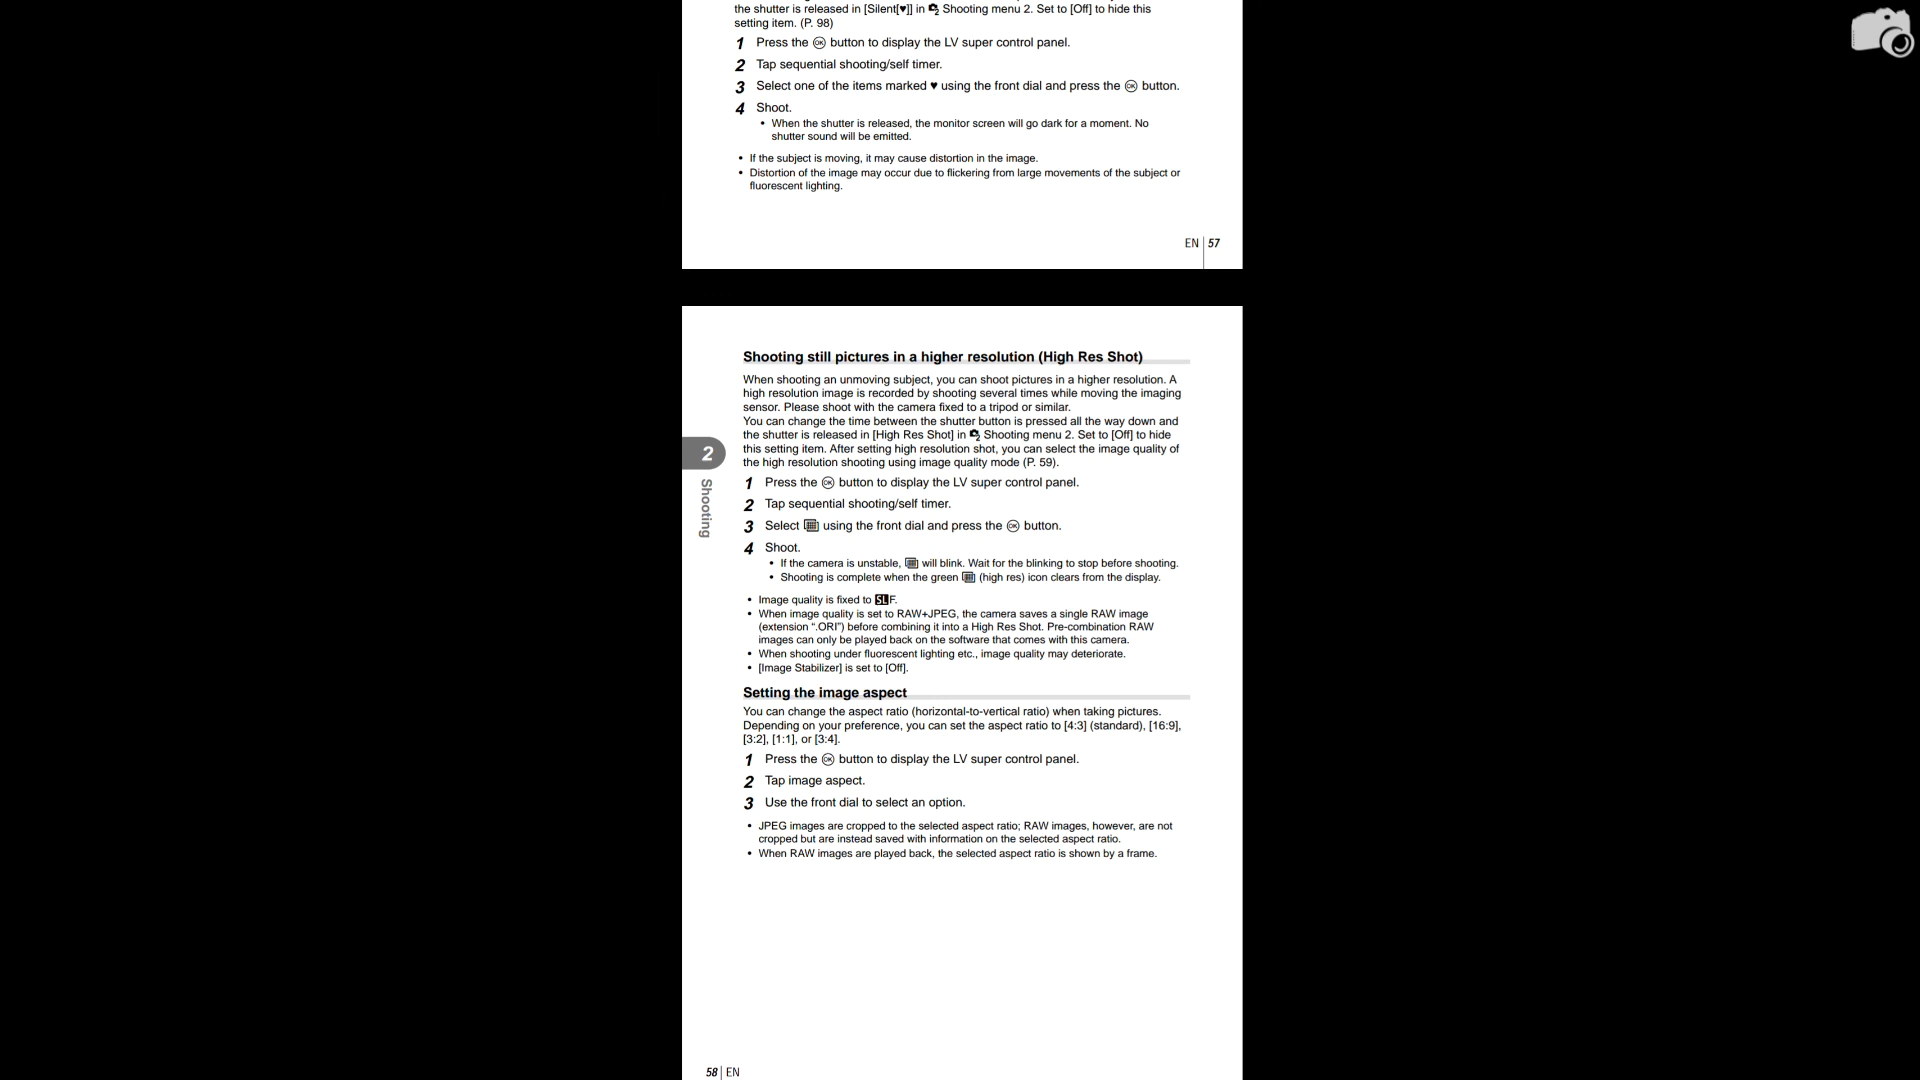 the shutter is released in [Silent[♥]] in 📷2 Shooting menu 2. Set to [Off] to hide this
setting item. (P. 98)
1 Press the OK button to display the LV super control panel.
2 Tap sequential shooting/self timer.
3 Select one of the items marked ♥ using the front dial and press the OK button.
4 Shoot.
• When the shutter is released, the monitor screen will go dark for a moment. No
shutter sound will be emitted.
• If the subject is moving, it may cause distortion in the image.
• Distortion of the image may occur due to flickering from large movements of the subject or
fluorescent lighting.
EN 57
Shooting still pictures in a higher resolution (High Res Shot)
When shooting an unmoving subject, you can shoot pictures in a higher resolution. A
high resolution image is recorded by shooting several times while moving the imaging
sensor. Please shoot with the camera fixed to a tripod or similar.
You can change the time between the shutter button is pressed all the way down and
the shutter is released in [High Res Shot] in 📷2 Shooting menu 2. Set to [Off] to hide
this setting item. After setting high resolution shot, you can select the image quality of
the high resolution shooting using image quality mode (P. 59).
2
Shooting
1 Press the OK button to display the LV super control panel.
2 Tap sequential shooting/self timer.
3 Select using the front dial and press the OK button.
4 Shoot.
• If the camera is unstable, will blink. Wait for the blinking to stop before shooting.
• Shooting is complete when the green (high res) icon clears from the display.
• Image quality is fixed to SLF.
• When image quality is set to RAW+JPEG, the camera saves a single RAW image
(extension “.ORI”) before combining it into a High Res Shot. Pre-combination RAW
images can only be played back on the software that comes with this camera.
• When shooting under fluorescent lighting etc., image quality may deteriorate.
• [Image Stabilizer] is set to [Off].
Setting the image aspect
You can change the aspect ratio (horizontal-to-vertical ratio) when taking pictures.
Depending on your preference, you can set the aspect ratio to [4:3] (standard), [16:9],
[3:2], [1:1], or [3:4].
1 Press the OK button to display the LV super control panel.
2 Tap image aspect.
3 Use the front dial to select an option.
• JPEG images are cropped to the selected aspect ratio; RAW images, however, are not
cropped but are instead saved with information on the selected aspect ratio.
• When RAW images are played back, the selected aspect ratio is shown by a frame.
58 EN